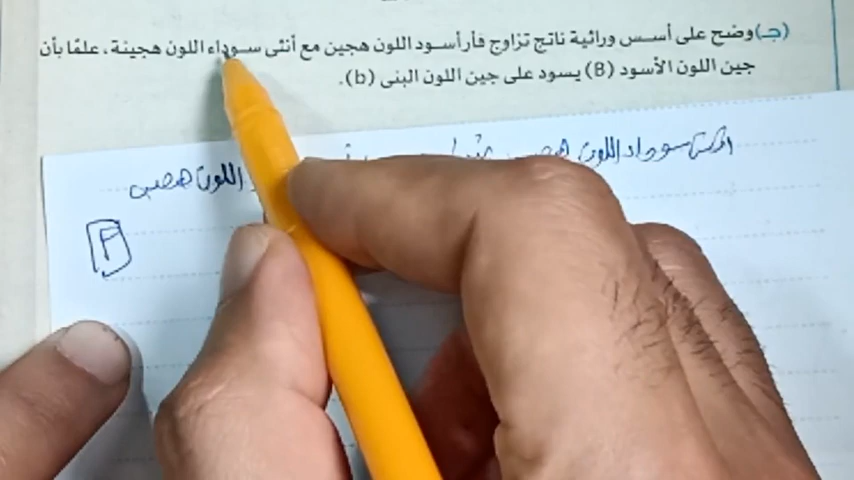 (جـ) وضح على أسس وراثية ناتج تزاوج فأر أسود اللون هجين مع أنثى سوداء اللون هجينة ، علمًا بأن
جين اللون الأسود (B) يسود على جين اللون البنى (b).
سوداء اللون اللون هجين
P